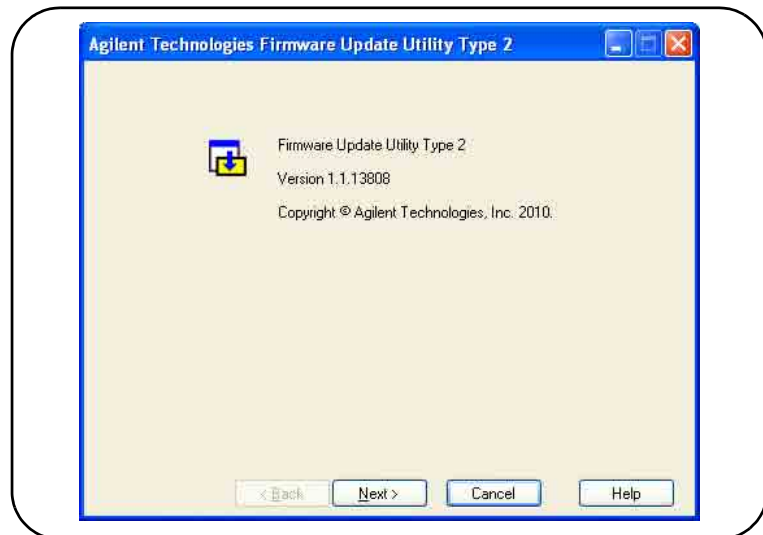 Agilent Technologies Firmware Update Utility Type 2
Firmware Update Utility Type 2
Version 1.1.13808
Copyright © Agilent Technologies, Inc. 2010.
< Back Next > Cancel Help